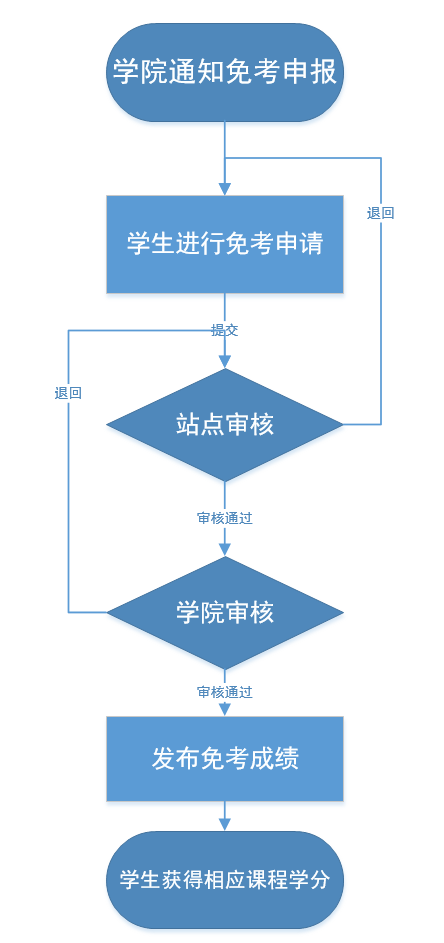 学院通知免考申报
退回
学生进行免考申请
提交
退回
站点审核
审核通过
学院审核
审核通过
发布免考成绩
学生获得相应课程学分